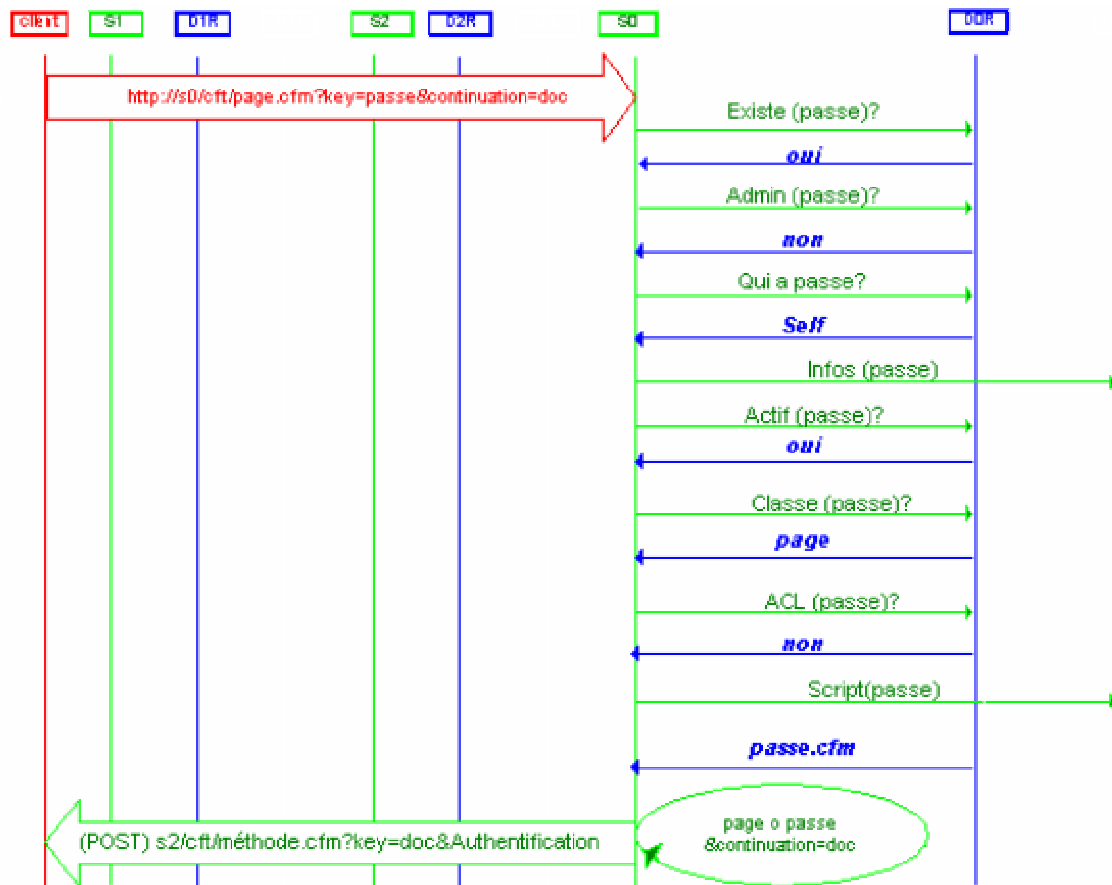 client S1 D1R S2 D2R S0 D0R
http://s0/cft/page.cfm?key=passe&continuation=doc
Existe (passe)?
oui
Admin (passe)?
non
Qui a passe?
Self
Infos (passe)
Actif (passe)?
oui
Classe (passe)?
page
ACL (passe)?
non
Script(passe)
passe.cfm
(POST) s2/cft/méthode.cfm?key=doc&Authentification
page o passe
&continuation=doc